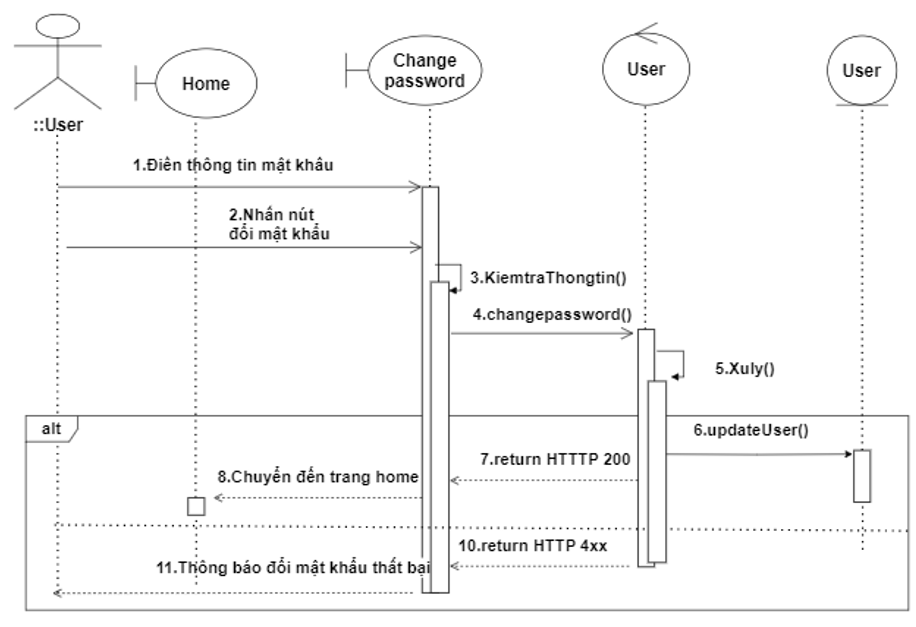 Home
Change
password
User
User
::User
1.Điền thông tin mật khẩu
2.Nhấn nút
đổi mật khẩu
3.KiemtraThongtin()
4.changepassword()
5.Xuly()
alt
6.updateUser()
7.return HTTTP 200
8.Chuyển đến trang home
10.return HTTP 4xx
11.Thông báo đổi mật khẩu thất bại